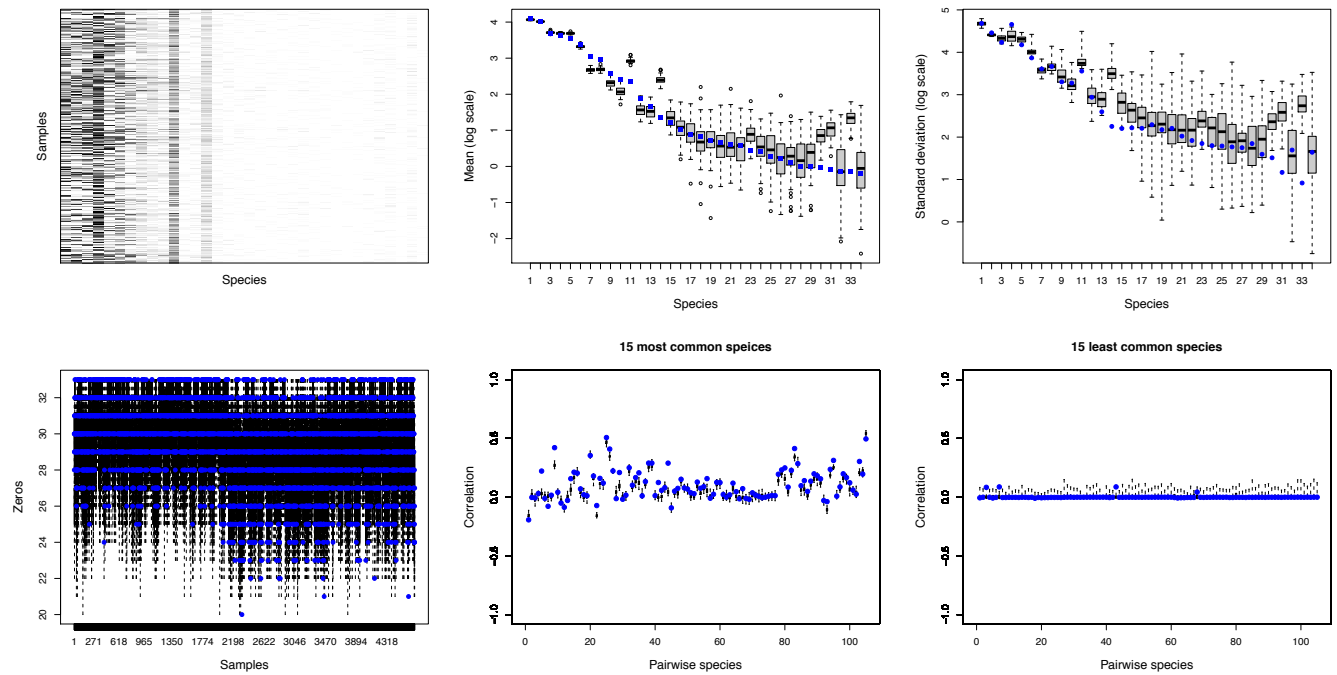 Samples
Species
4
3
2
1
0
−1
−2
Mean (log scale)
1 3 5 7 9 11 13 15 17 19 21 23 25 27 29 31 33
Species
5
4
3
2
1
0
Standard deviation (log scale)
1 3 5 7 9 11 13 15 17 19 21 23 25 27 29 31 33
Species
32
30
28
26
24
22
20
Zeros
1 271 618 965 1350 1774 2198 2622 3046 3470 3894 4318
Samples
15 most common speices
1.0
0.5
0.0
−0.5
−1.0
Correlation
0 20 40 60 80 100
Pairwise species
15 least common species
1.0
0.5
0.0
−0.5
−1.0
Correlation
0 20 40 60 80 100
Pairwise species